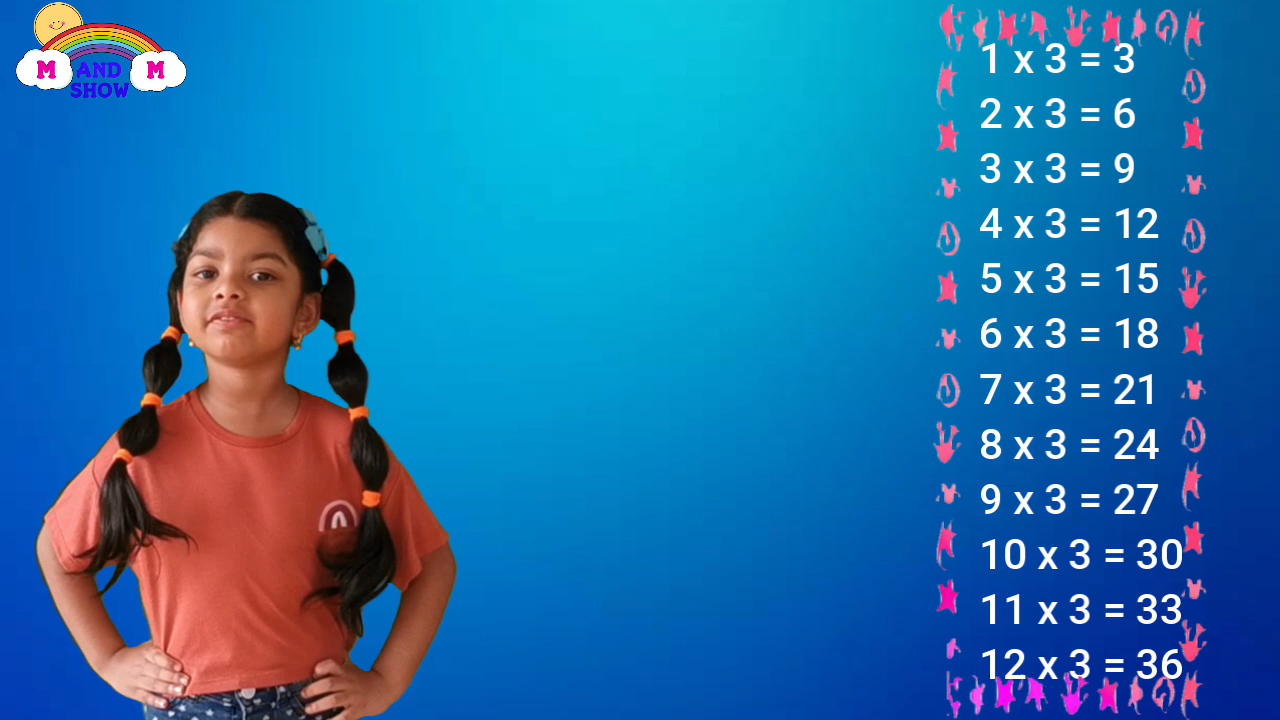 M AND M
SHOW
1 x 3 = 3
2 x 3 = 6
3 x 3 = 9
4 x 3 = 12
5 x 3 = 15
6 x 3 = 18
7 x 3 = 21
8 x 3 = 24
9 x 3 = 27
10 x 3 = 30
11 x 3 = 33
12 x 3 = 36